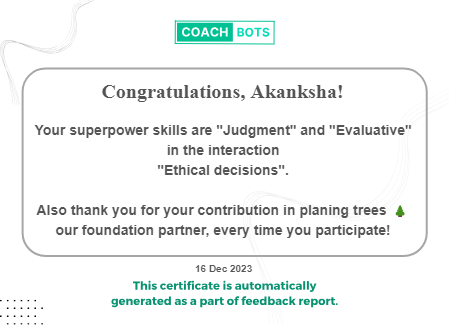 COACH BOTS
Congratulations, Akanksha!
Your superpower skills are "Judgment" and "Evaluative"
in the interaction
"Ethical decisions".
Also thank you for your contribution in planing trees 🌲
our foundation partner, every time you participate!
16 Dec 2023
This certificate is automatically
generated as a part of feedback report.